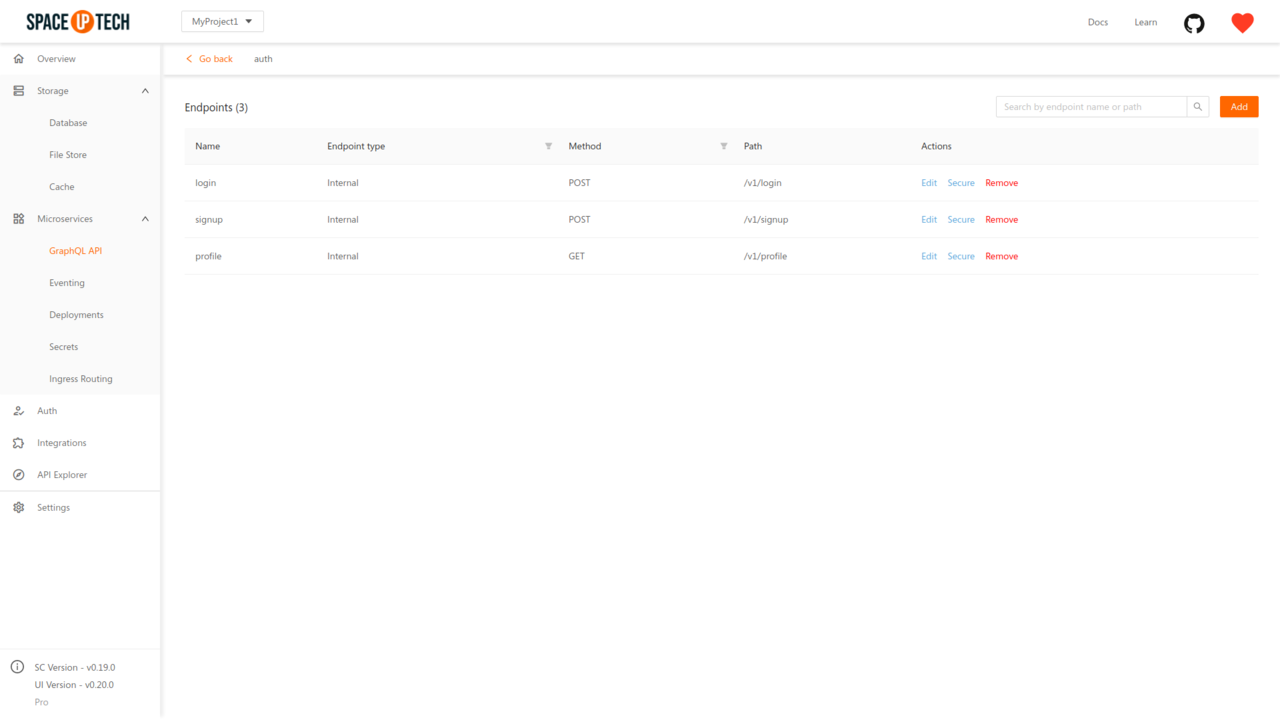 SPACE UP TECH
MyProject1
Docs
Learn
Overview
Storage
Database
File Store
Cache
Microservices
GraphQL API
Eventing
Deployments
Secrets
Ingress Routing
Auth
Integrations
API Explorer
Settings
SC Version - v0.19.0
UI Version - v0.20.0
Pro
Go back auth
Endpoints (3)
Search by endpoint name or path
Add
Name Endpoint type Method Path Actions
login Internal POST /v1/login Edit Secure Remove
signup Internal POST /v1/signup Edit Secure Remove
profile Internal GET /v1/profile Edit Secure Remove